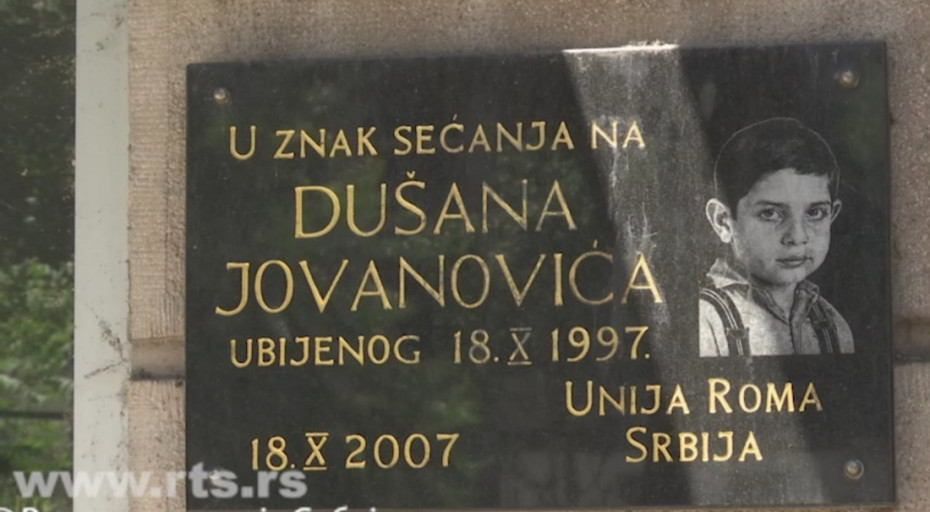 U ZNAK SEĆANJA NA
DUŠANA
JOVANOVIĆA
UBIJENOG 18.X 1997.
UNIJA ROMA
SRBIJA
18.X 2007
www.rts.rs